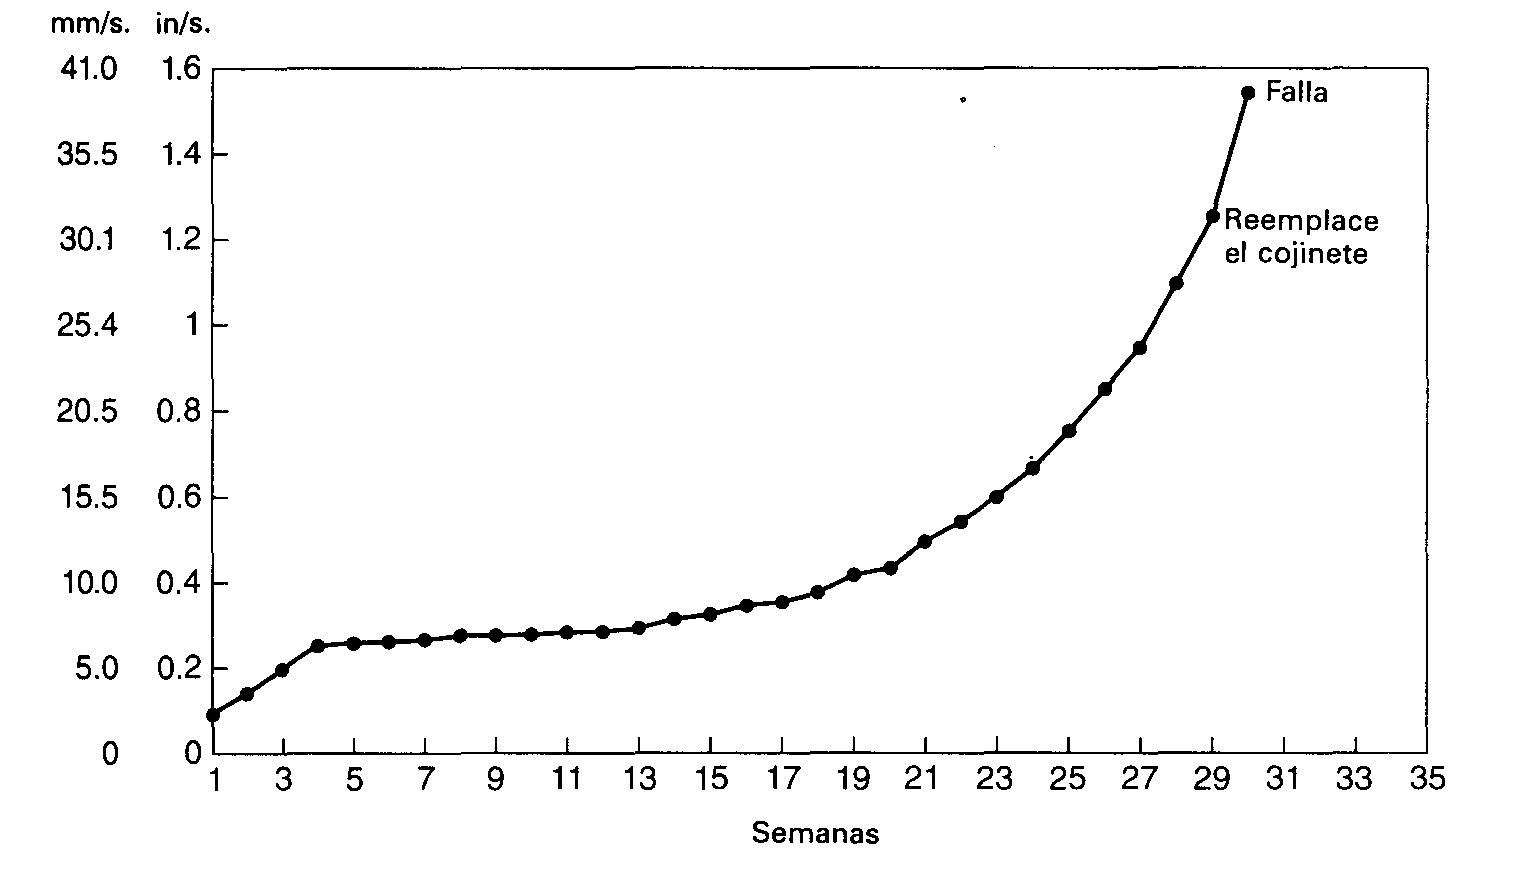 mm/s. in/s.
41.0 1.6
Falla
35.5 1.4
30.1 1.2
Reemplace
el cojinete
25.4 1
20.5 0.8
15.5 0.6
10.0 0.4
5.0 0.2
0 0
1 3 5 7 9 11 13 15 17 19 21 23 25 27 29 31 33 35
Semanas